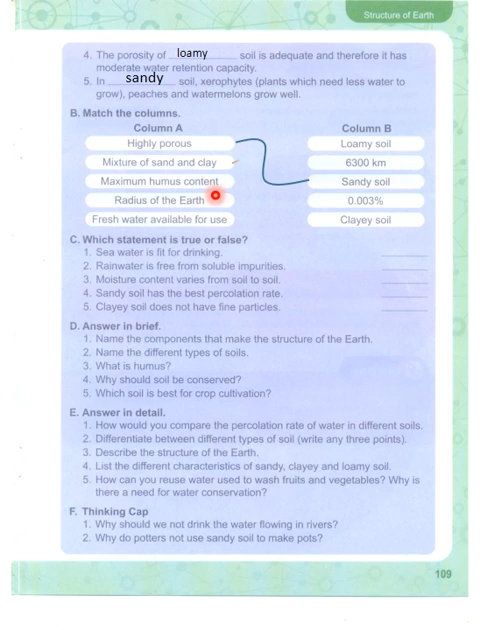 Structure of Earth
4. The porosity of loamy soil is adequate and therefore it has
moderate water retention capacity.
5. In sandy soil, xerophytes (plants which need less water to
grow), peaches and watermelons grow well.
B. Match the columns.
Column A Column B
Highly porous Loamy soil
Mixture of sand and clay 6300 km
Maximum humus content Sandy soil
Radius of the Earth 0.003%
Fresh water available for use Clayey soil
C. Which statement is true or false?
1. Sea water is fit for drinking.
2. Rainwater is free from soluble impurities.
3. Moisture content varies from soil to soil.
4. Sandy soil has the best percolation rate.
5. Clayey soil does not have fine particles.
D. Answer in brief.
1. Name the components that make the structure of the Earth.
2. Name the different types of soils.
3. What is humus?
4. Why should soil be conserved?
5. Which soil is best for crop cultivation?
E. Answer in detail.
1. How would you compare the percolation rate of water in different soils.
2. Differentiate between different types of soil (write any three points).
3. Describe the structure of the Earth.
4. List the different characteristics of sandy, clayey and loamy soil.
5. How can you reuse water used to wash fruits and vegetables? Why is
there a need for water conservation?
F. Thinking Cap
1. Why should we not drink the water flowing in rivers?
2. Why do potters not use sandy soil to make pots?
109